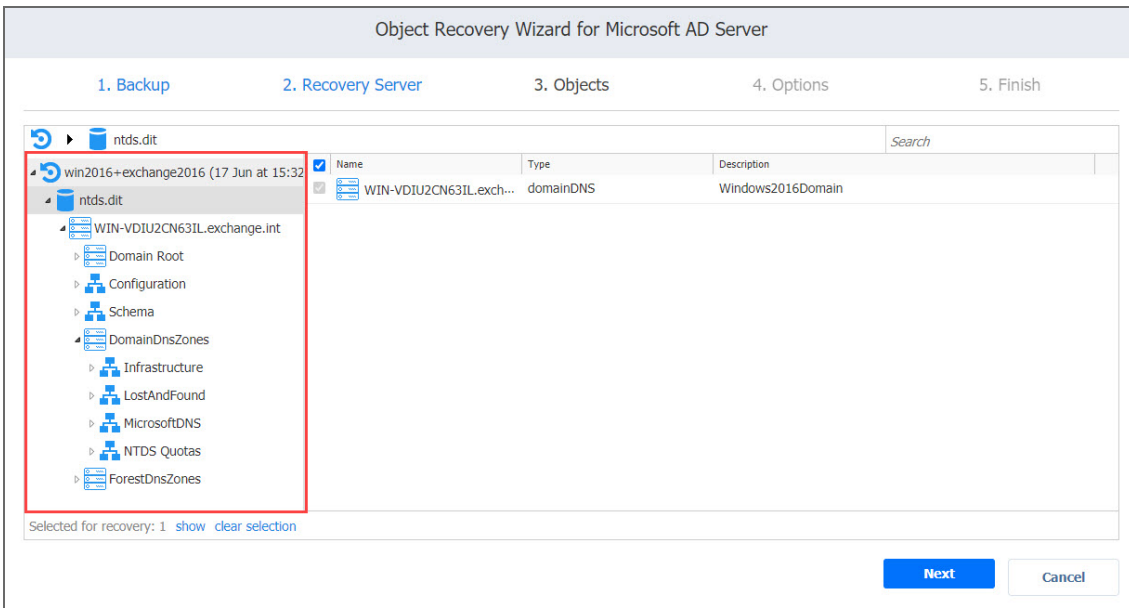 Object Recovery Wizard for Microsoft AD Server
1. Backup 2. Recovery Server 3. Objects 4. Options 5. Finish
ntds.dit Search
win2016+exchange2016 (17 Jun at 15:32
Name Type Description
ntds.dit
WIN-VDIU2CN63IL.exch... domainDNS Windows2016Domain
WIN-VDIU2CN63IL.exchange.int
Domain Root
Configuration
Schema
DomainDnsZones
Infrastructure
LostAndFound
MicrosoftDNS
NTDS Quotas
ForestDnsZones
Selected for recovery: 1 show clear selection
Next Cancel